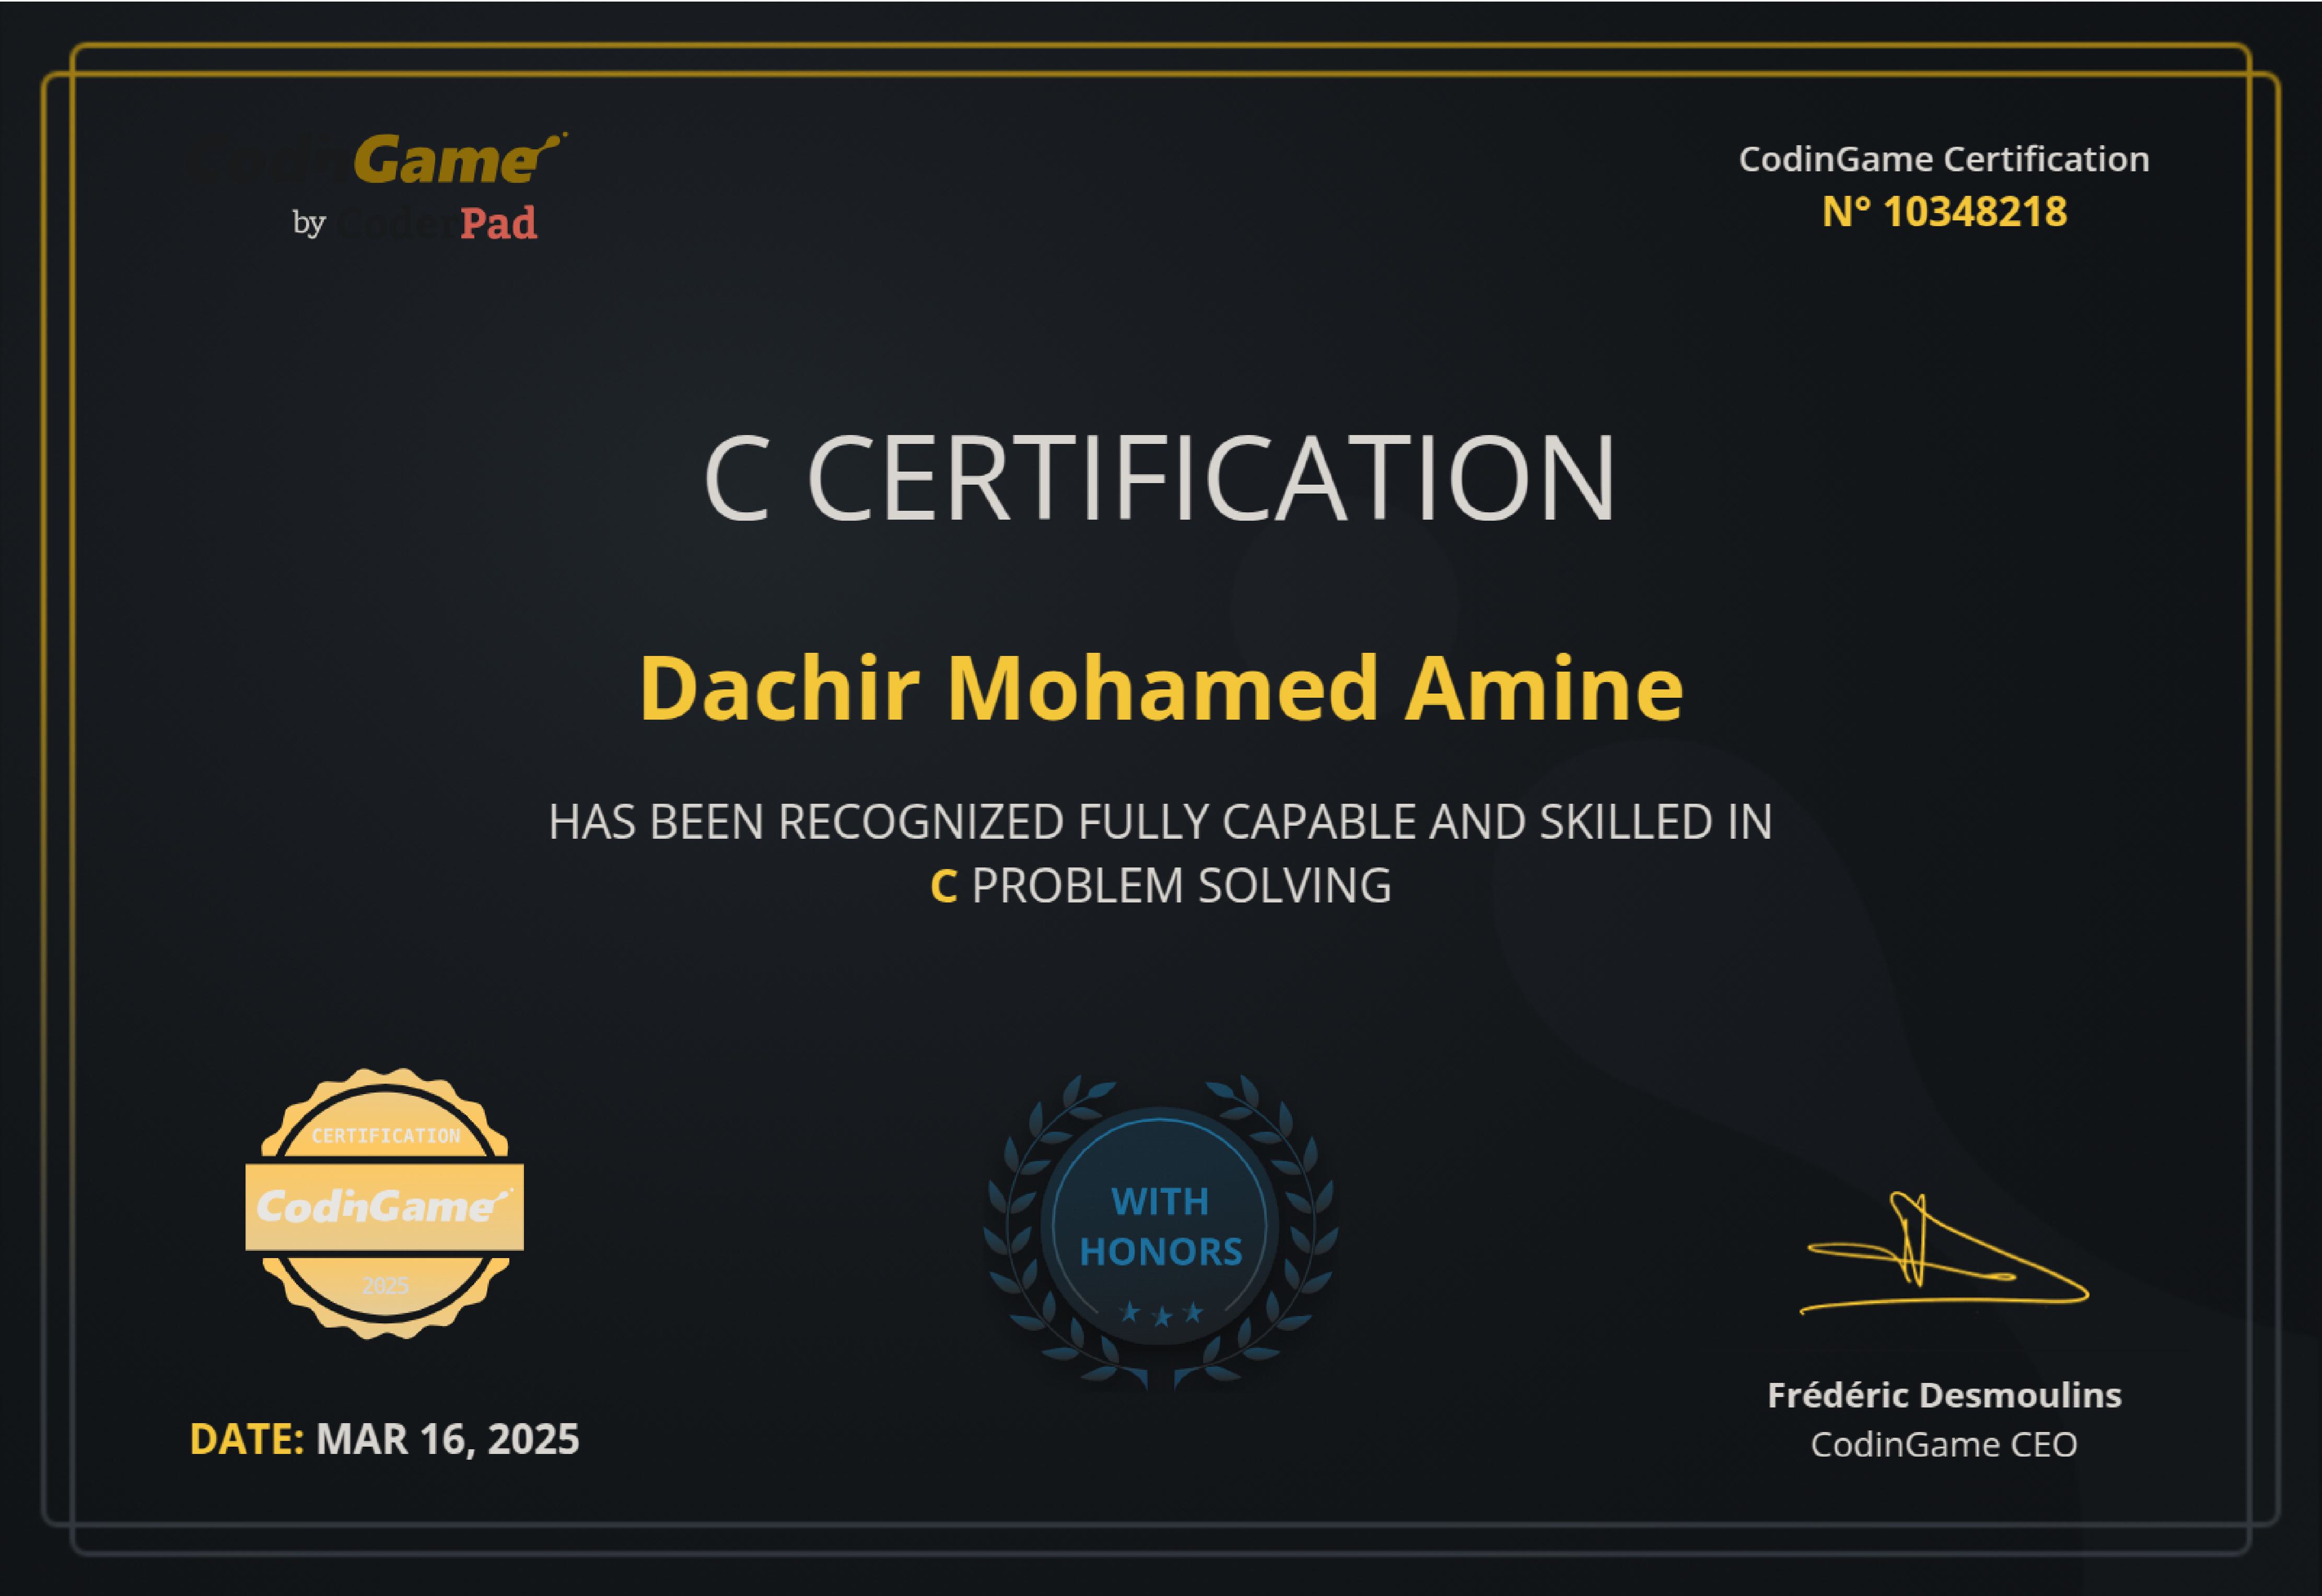 CodinGame
by CoderPad
CodinGame Certification
N° 10348218
C CERTIFICATION
Dachir Mohamed Amine
HAS BEEN RECOGNIZED FULLY CAPABLE AND SKILLED IN
C PROBLEM SOLVING
CERTIFICATION
CodinGame
2025
DATE: MAR 16, 2025
WITH
HONORS
Frédéric Desmoulins
CodinGame CEO